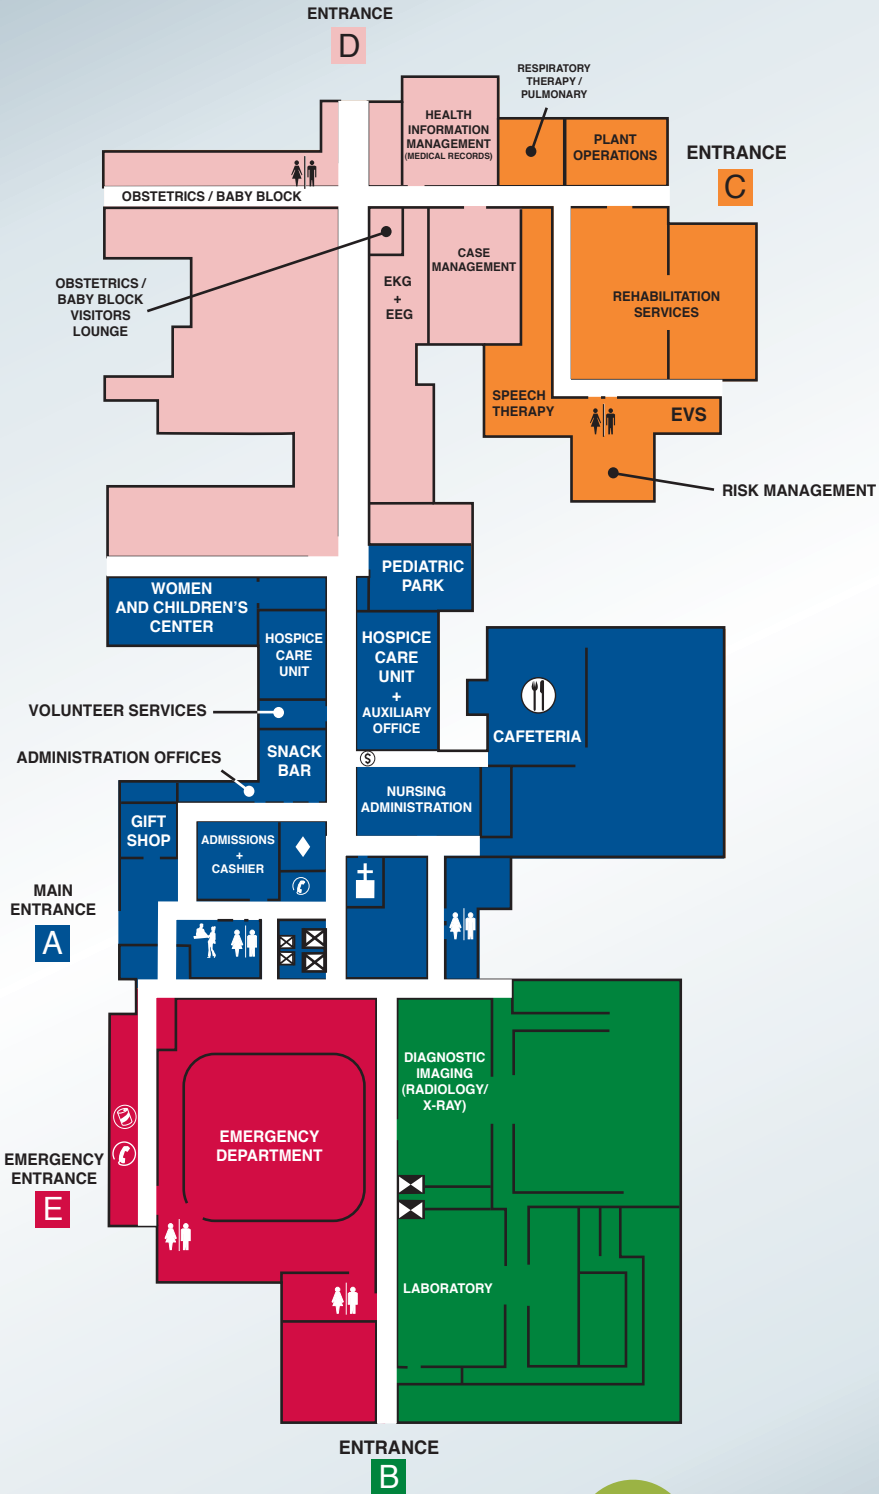 ENTRANCE
D
RESPIRATORY
THERAPY /
PULMONARY
HEALTH
INFORMATION
MANAGEMENT
(MEDICAL RECORDS)
PLANT
OPERATIONS
ENTRANCE
C
OBSTETRICS / BABY BLOCK
OBSTETRICS /
BABY BLOCK
VISITORS
LOUNGE
EKG
+
EEG
CASE
MANAGEMENT
REHABILITATION
SERVICES
SPEECH
THERAPY
EVS
RISK MANAGEMENT
PEDIATRIC
PARK
WOMEN
AND CHILDREN'S
CENTER
HOSPICE
CARE
UNIT
HOSPICE
CARE
UNIT
+
AUXILIARY
OFFICE
VOLUNTEER SERVICES
CAFETERIA
ADMINISTRATION OFFICES
SNACK
BAR
$
NURSING
ADMINISTRATION
GIFT
SHOP
ADMISSIONS
+
CASHIER
MAIN
ENTRANCE
A
DIAGNOSTIC
IMAGING
(RADIOLOGY/
X-RAY)
EMERGENCY
DEPARTMENT
EMERGENCY
ENTRANCE
E
LABORATORY
ENTRANCE
B